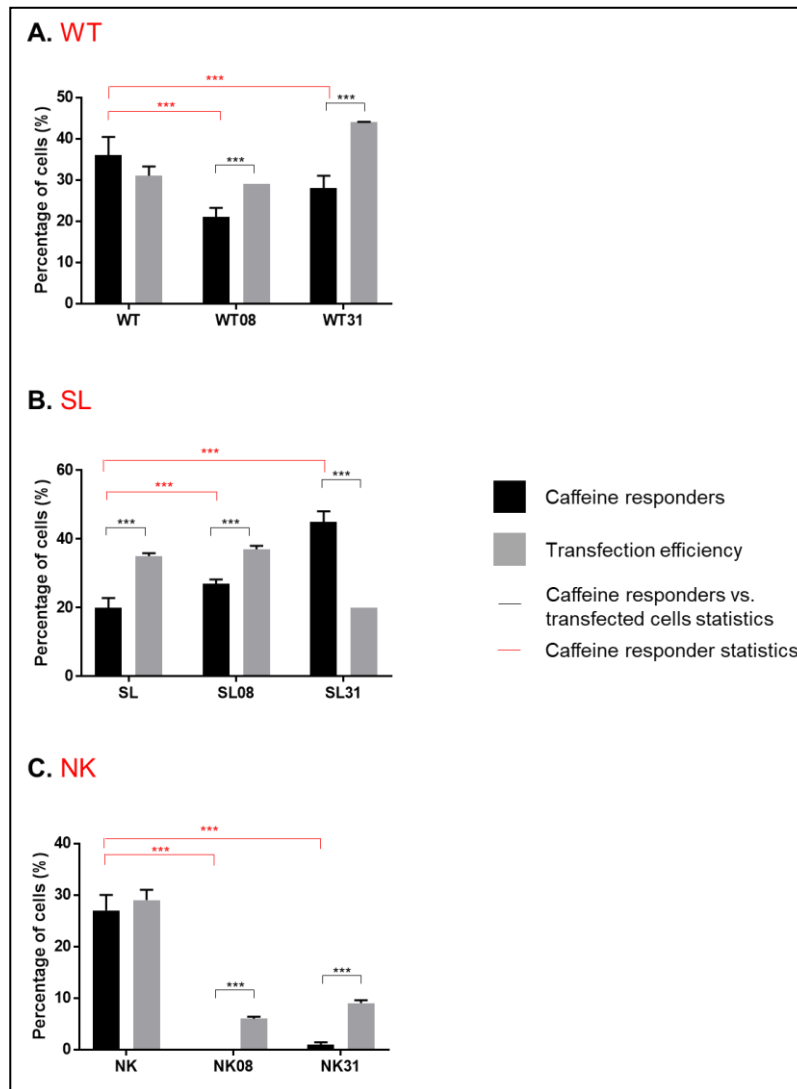 A. WT
***
***
***
***
Percentage of cells (%)
50
40
30
20
10
0
WT WT08 WT31
B. SL
***
***
***
***
***
Percentage of cells (%)
60
40
20
0
SL SL08 SL31
Caffeine responders
Transfection efficiency
Caffeine responders vs.
transfected cells statistics
Caffeine responder statistics
C. NK
***
***
***
***
Percentage of cells (%)
40
30
20
10
0
NK NK08 NK31